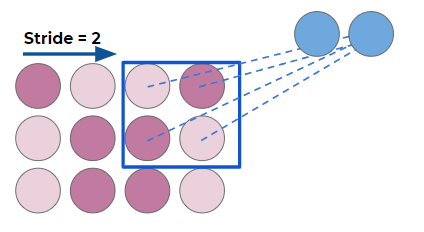 Stride = 2